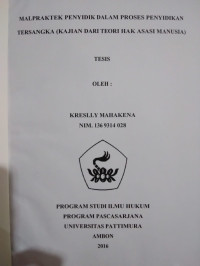 MALPRAKTEK PENYIDIK DALAM PROSES PENYIDIKAN
TERSANGKA (KAJIAN DARI TEORI HAK ASASI MANUSIA)
TESIS
OLEH :
KRESLLY MAHAKENA
NIM. 136 9314 028
PROGRAM STUDI ILMU HUKUM
PROGRAM PASCASARJANA
UNIVERSITAS PATTIMURA
AMBON
2016